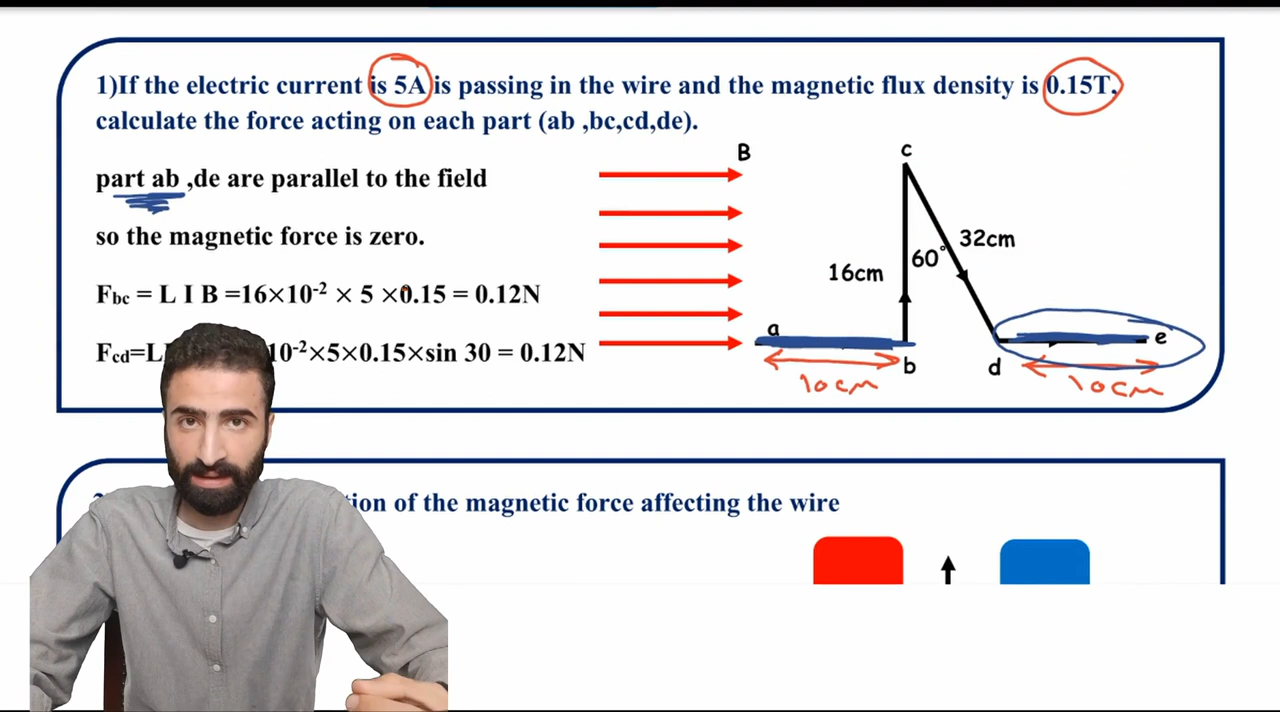 1)If the electric current is 5A is passing in the wire and the magnetic flux density is 0.15T,
calculate the force acting on each part (ab ,bc,cd,de).
part ab ,de are parallel to the field
so the magnetic force is zero.
Fbc = L I B =16×10-2 × 5 ×0.15 = 0.12N
Fcd=L 10-2×5×0.15×sin 30 = 0.12N
B
c
32cm
60°
16cm
a
e
b
d
10cm
10cm
of the magnetic force affecting the wire